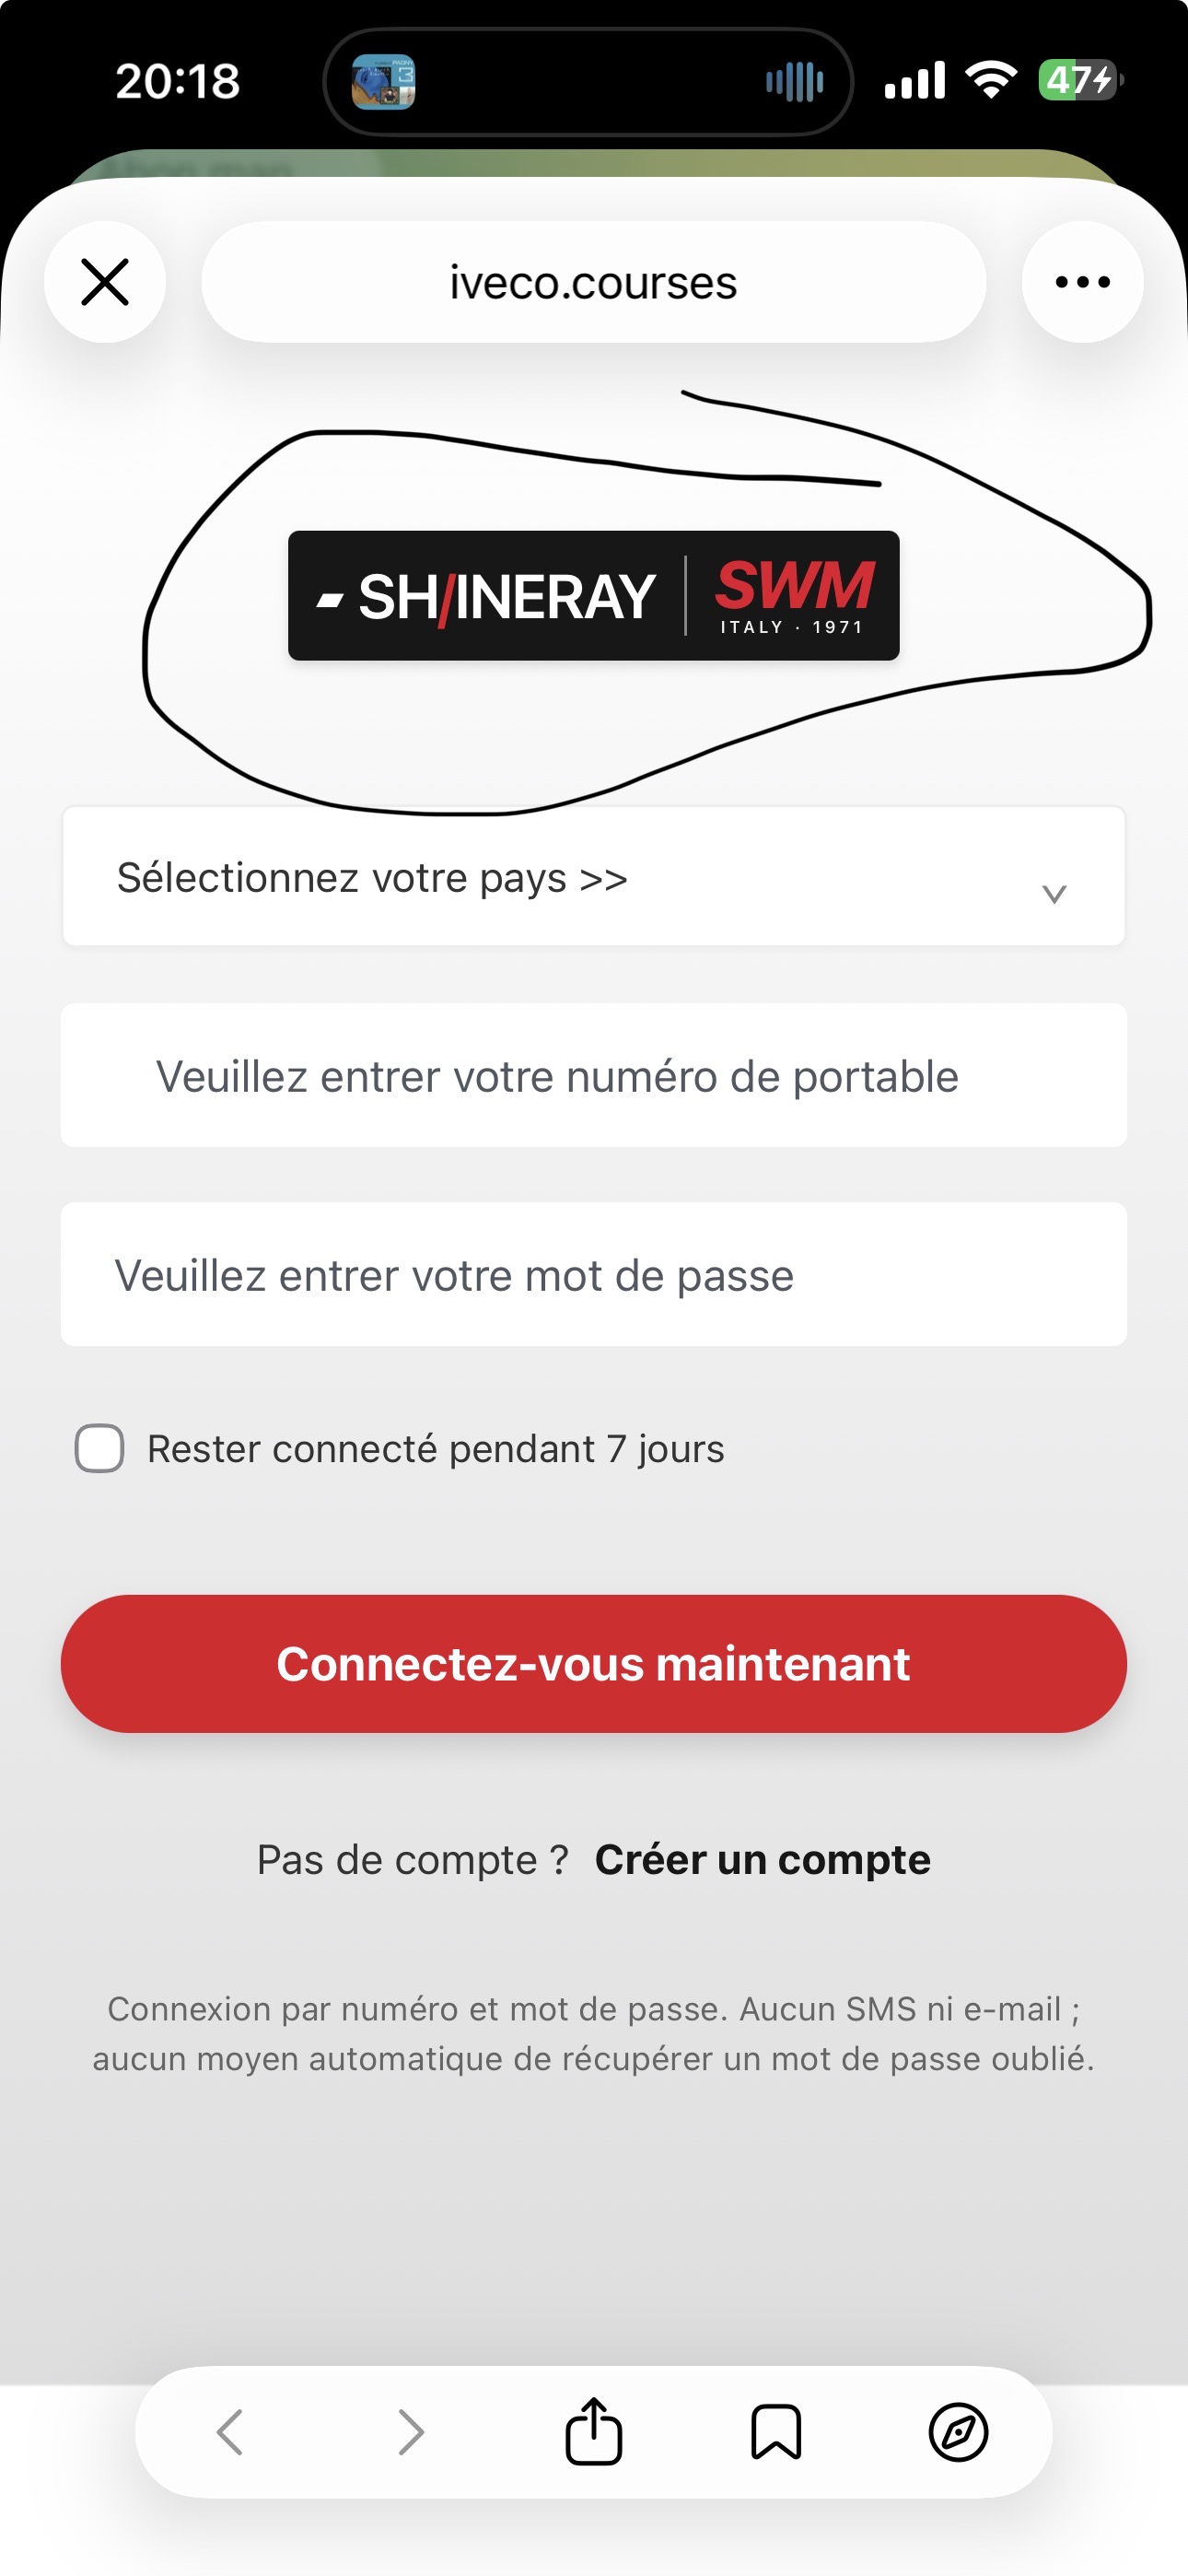 20:18
47
iveco.courses
SH/INERAY
SWM
ITALY · 1971
Sélectionnez votre pays >>
Veuillez entrer votre numéro de portable
Veuillez entrer votre mot de passe
Rester connecté pendant 7 jours
Connectez-vous maintenant
Pas de compte ? Créer un compte
Connexion par numéro et mot de passe. Aucun SMS ni e-mail ;
aucun moyen automatique de récupérer un mot de passe oublié.